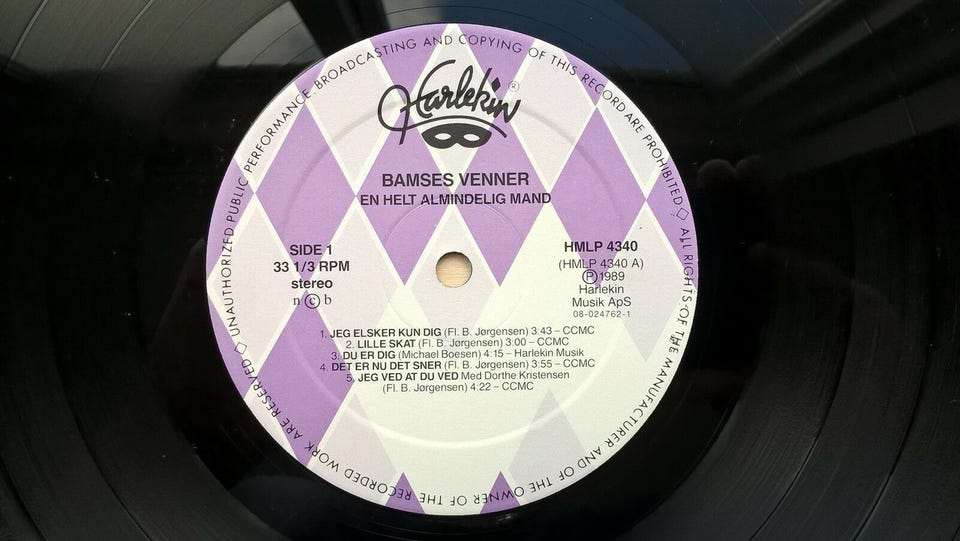 UNAUTHORIZED PUBLIC PERFORMANCE, BROADCASTING AND COPYING OF THIS RECORD ARE PROHIBITED ◇ ALL RIGHTS OF THE MANUFACTURER AND OF THE OWNER OF THE RECORDED WORK ARE RESERVED ◇
Harlekin®
BAMSES VENNER
EN HELT ALMINDELIG MAND
SIDE 1
33 1/3 RPM
stereo
n©b
HMLP 4340
(HMLP 4340 A)
Ⓟ 1989
Harlekin
Musik ApS
08-024762-1
1. JEG ELSKER KUN DIG (Fl. B. Jørgensen) 3:43 – CCMC
2. LILLE SKAT (Fl. B. Jørgensen) 3:00 – CCMC
3. DU ER DIG (Michael Boesen) 4:15 – Harlekin Musik
4. DET ER NU DET SNER (Fl. B. Jørgensen) 3:55 – CCMC
5. JEG VED AT DU VED Med Dorthe Kristensen
(Fl. B. Jørgensen) 4:22 – CCMC